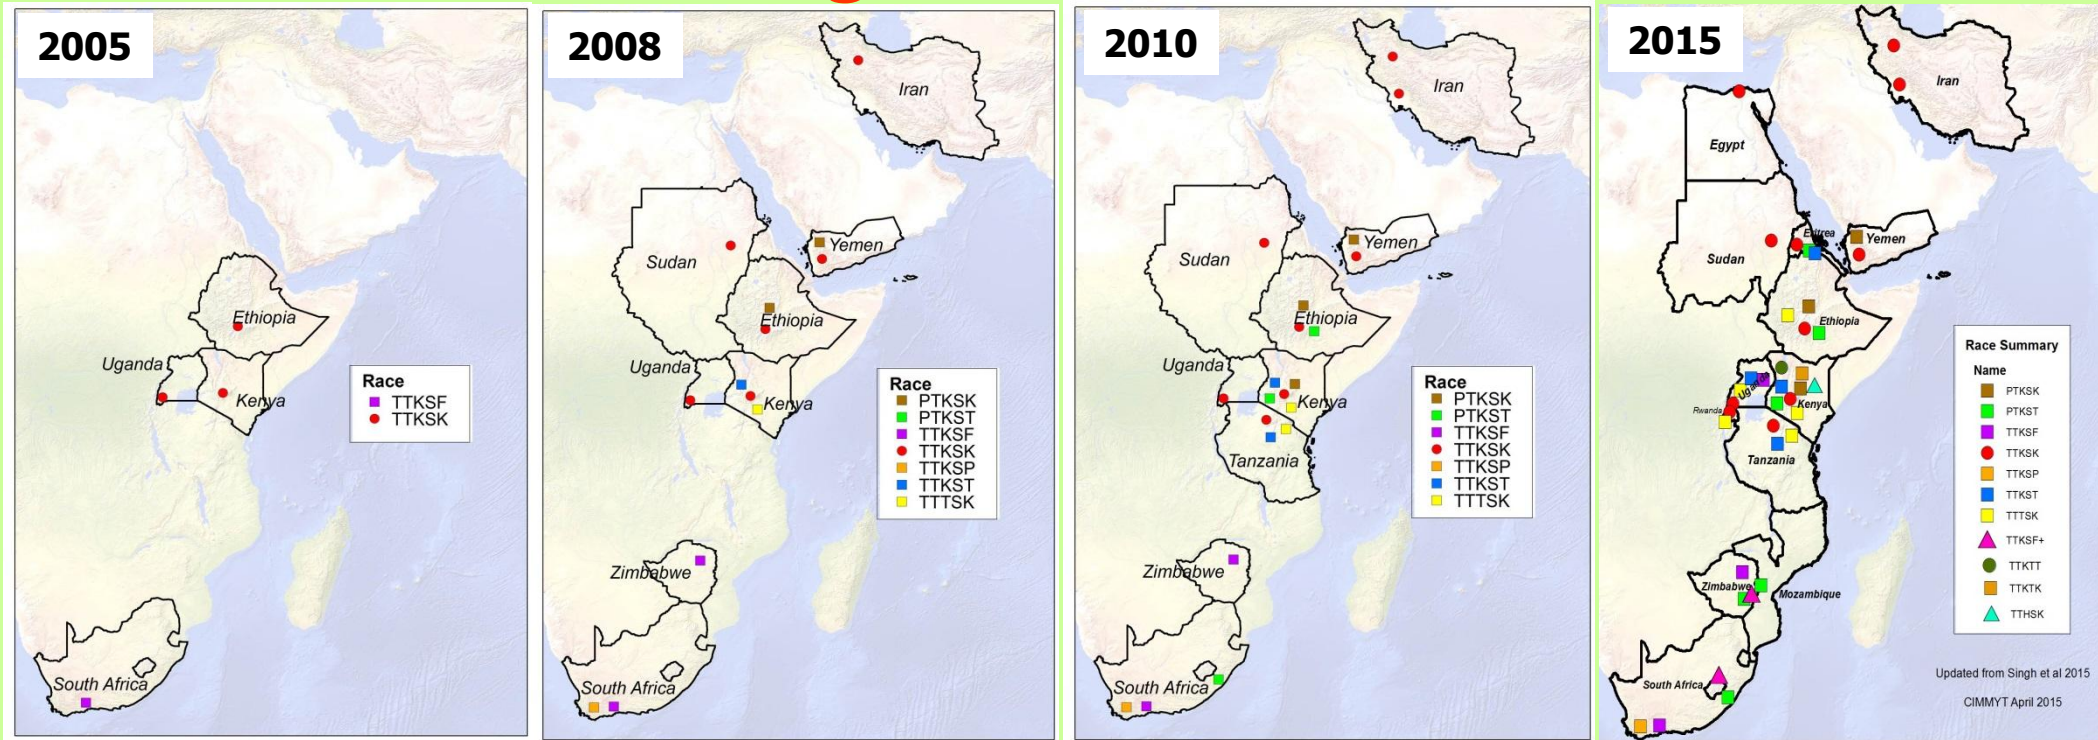 2005
Ethiopia
Uganda
Kenya
South Africa
Race
TTKSF
TTKSK
2008
Iran
Yemen
Sudan
Ethiopia
Uganda
Kenya
Zimbabwe
South Africa
Race
PTKSK
PTKST
TTKSF
TTKSK
TTKSP
TTKST
TTTSK
2010
Iran
Yemen
Sudan
Ethiopia
Uganda
Kenya
Tanzania
Zimbabwe
South Africa
Race
PTKSK
PTKST
TTKSF
TTKSK
TTKSP
TTKST
TTTSK
2015
Iran
Egypt
Eritrea
Yemen
Sudan
Ethiopia
Uganda
Kenya
Rwanda
Tanzania
Zimbabwe
Mozambique
South Africa
Race Summary
Name
PTKSK
PTKST
TTKSF
TTKSK
TTKSP
TTKST
TTTSK
TTKSF+
TTKTT
TTKTK
TTHSK
Updated from Singh et al 2015
CIMMYT April 2015